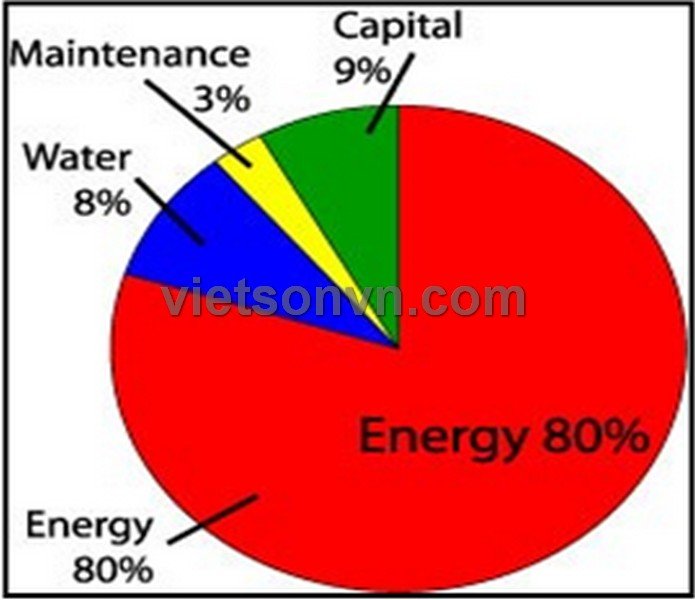 Capital
9%
Maintenance
3%
Water
8%
vietsonvn.com
Energy 80%
Energy
80%